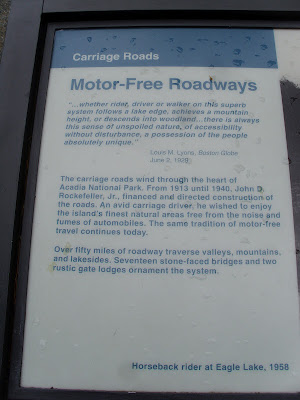 Carriage Roads
Motor-Free Roadways
"...whether rider, driver or walker on this superb
system follows a lake edge, achieves a mountain
height, or descends into woodland...there is always
this sense of unspoiled nature, of accessibility
without disturbance, a possession of the people
absolutely unique."
Louis M. Lyons, Boston Globe
June 2,
The carriage roads wind through the heart of
Acadia National Park. From 1913 until 1940, John D.
Rockefeller, Jr., financed and directed construction of
the roads. An avid carriage driver, he wished to enjoy
the island's finest natural areas free from the noise and
fumes of automobiles. The same tradition of motor-free
travel continues today.
Over fifty miles of roadway traverse valleys, mountains,
and lakesides. Seventeen stone-faced bridges and two
rustic gate lodges ornament the system.
Horseback rider at Eagle Lake, 1958